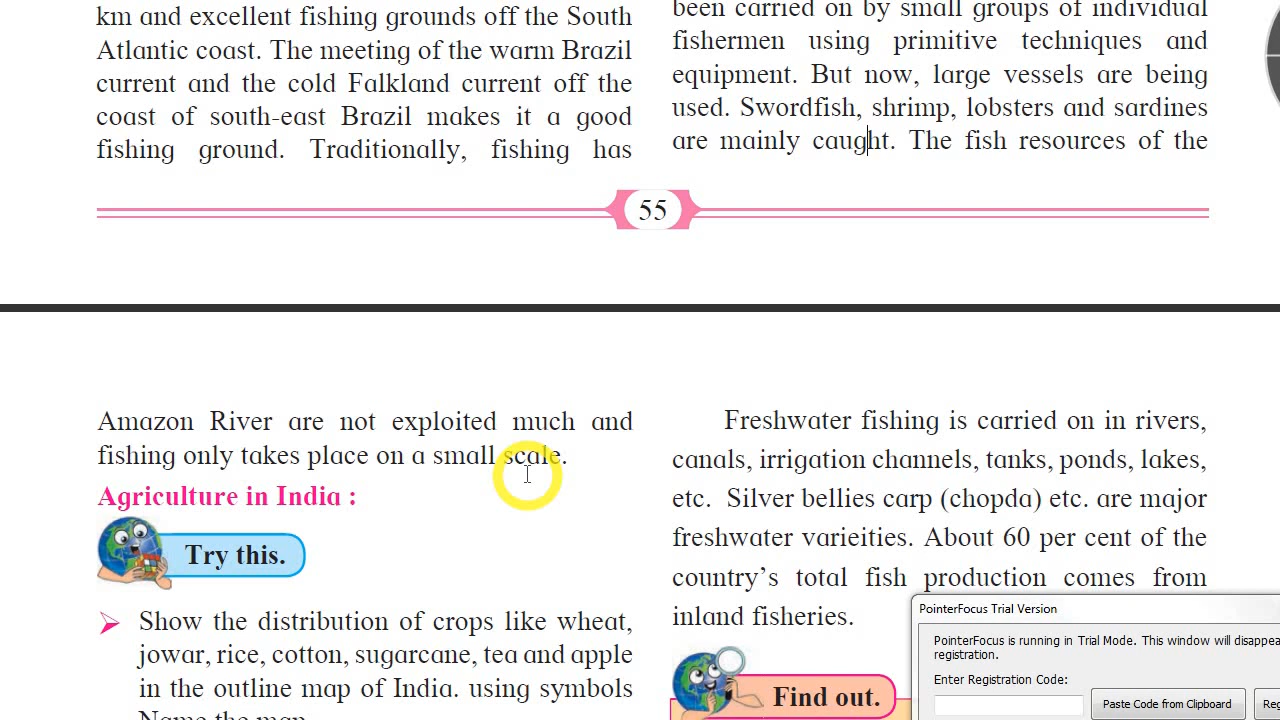 km and excellent fishing grounds off the South
Atlantic coast. The meeting of the warm Brazil
current and the cold Falkland current off the
coast of south-east Brazil makes it a good
fishing ground. Traditionally, fishing has
been carried on by small groups of individual
fishermen using primitive techniques and
equipment. But now, large vessels are being
used. Swordfish, shrimp, lobsters and sardines
are mainly caught. The fish resources of the
55
Amazon River are not exploited much and
fishing only takes place on a small scale.
Agriculture in India :
Try this.
Show the distribution of crops like wheat,
jowar, rice, cotton, sugarcane, tea and apple
in the outline map of India. using symbols
Name the map.
Freshwater fishing is carried on in rivers,
canals, irrigation channels, tanks, ponds, lakes,
etc. Silver bellies carp (chopda) etc. are major
freshwater varieities. About 60 per cent of the
country's total fish production comes from
inland fisheries.
Find out.
PointerFocus Trial Version
PointerFocus is running in Trial Mode. This window will disappea
registration.
Enter Registration Code:
Paste Code from Clipboard
Reg